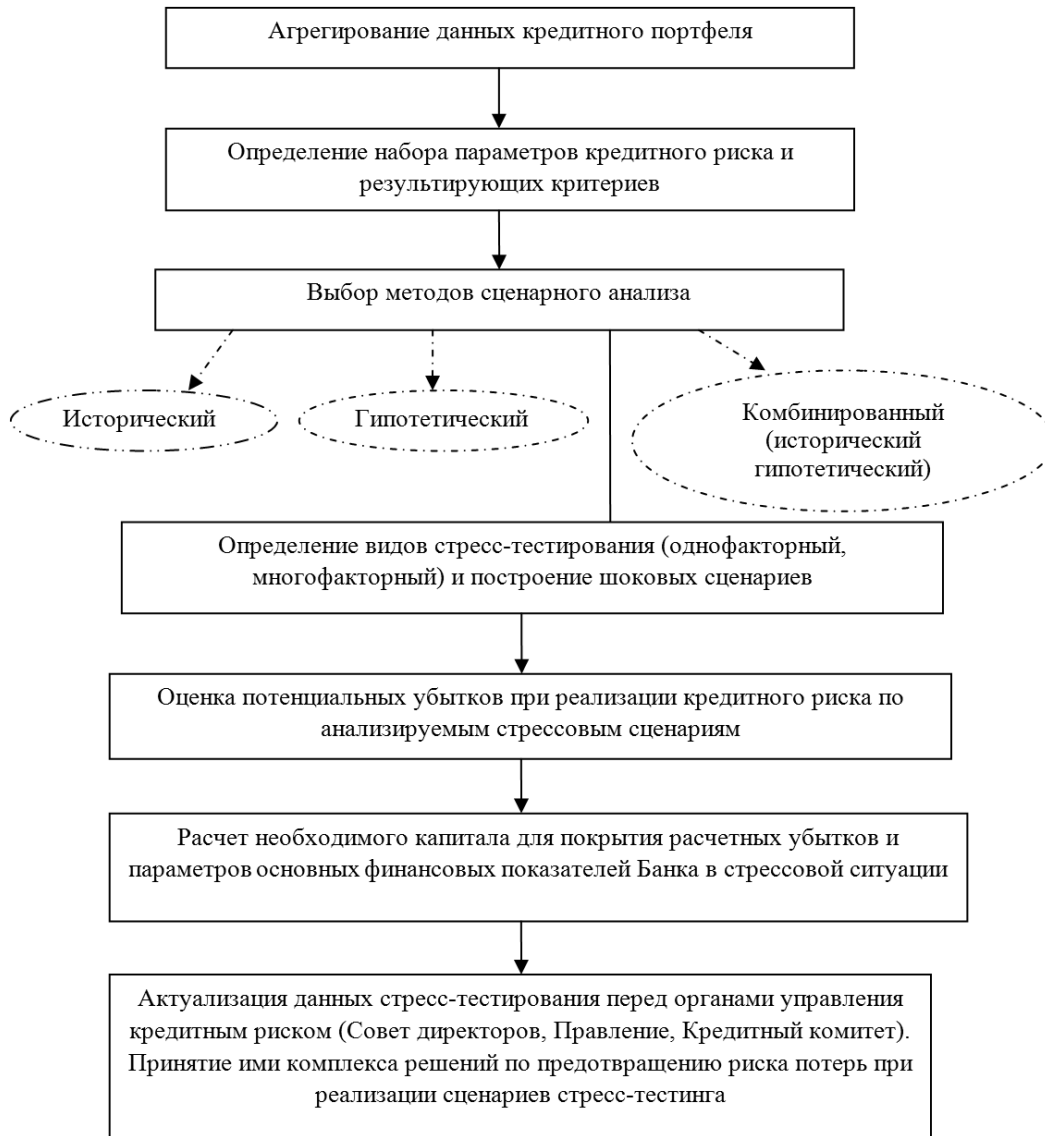 Агрегирование данных кредитного портфеля
Определение набора параметров кредитного риска и
результирующих критериев
Выбор методов сценарного анализа
Исторический
Гипотетический
Комбинированный
(исторический
гипотетический)
Определение видов стресс-тестирования (однофакторный,
многофакторный) и построение шоковых сценариев
Оценка потенциальных убытков при реализации кредитного риска по
анализируемым стрессовым сценариям
Расчет необходимого капитала для покрытия расчетных убытков и
параметров основных финансовых показателей Банка в стрессовой ситуации
Актуализация данных стресс-тестирования перед органами управления
кредитным риском (Совет директоров, Правление, Кредитный комитет).
Принятие ими комплекса решений по предотвращению риска потерь при
реализации сценариев стресс-тестинга